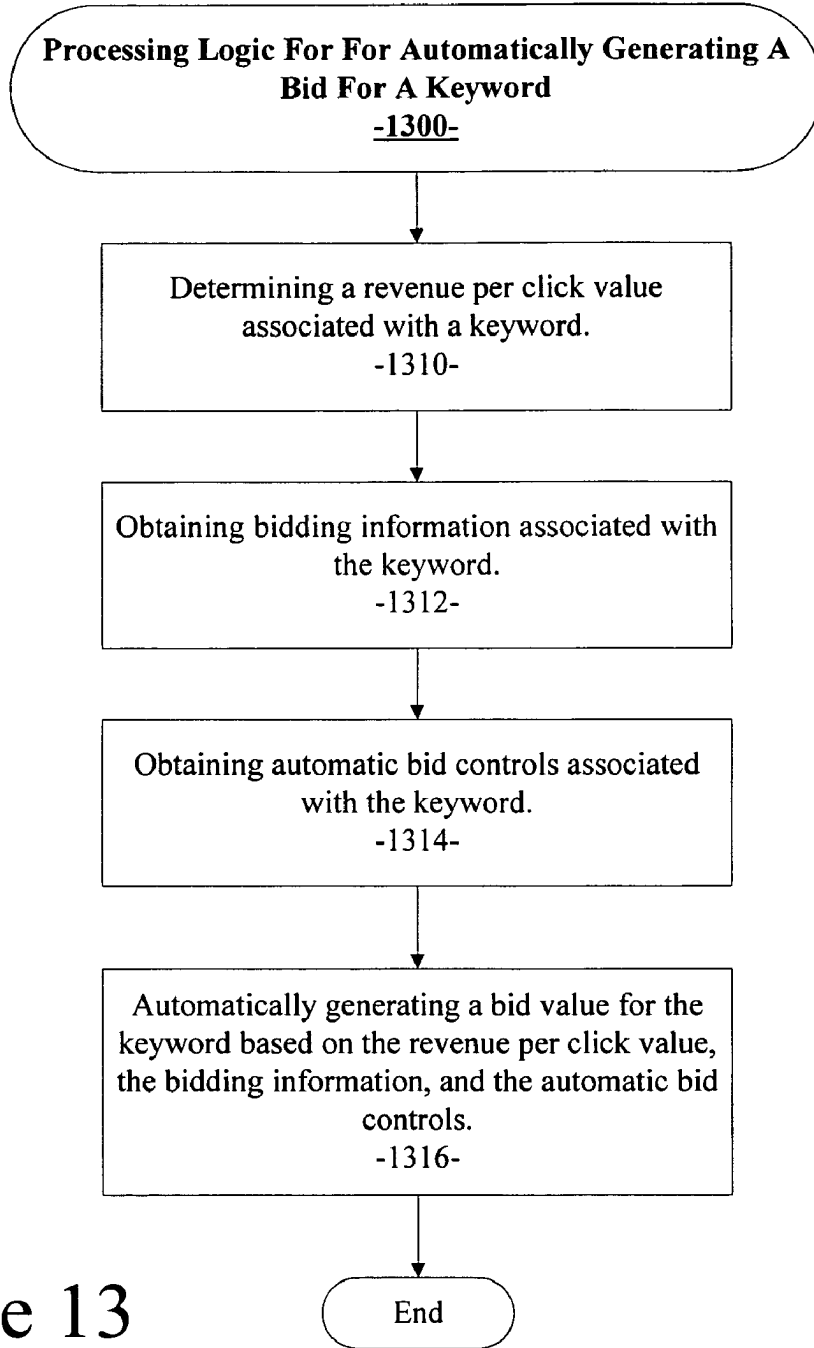 Processing Logic For For Automatically Generating A
Bid For A Keyword
-1300-
Determining a revenue per click value
associated with a keyword.
-1310-
Obtaining bidding information associated with
the keyword.
-1312-
Obtaining automatic bid controls associated
with the keyword.
-1314-
Automatically generating a bid value for the
keyword based on the revenue per click value,
the bidding information, and the automatic bid
controls.
-1316-
End
e 13